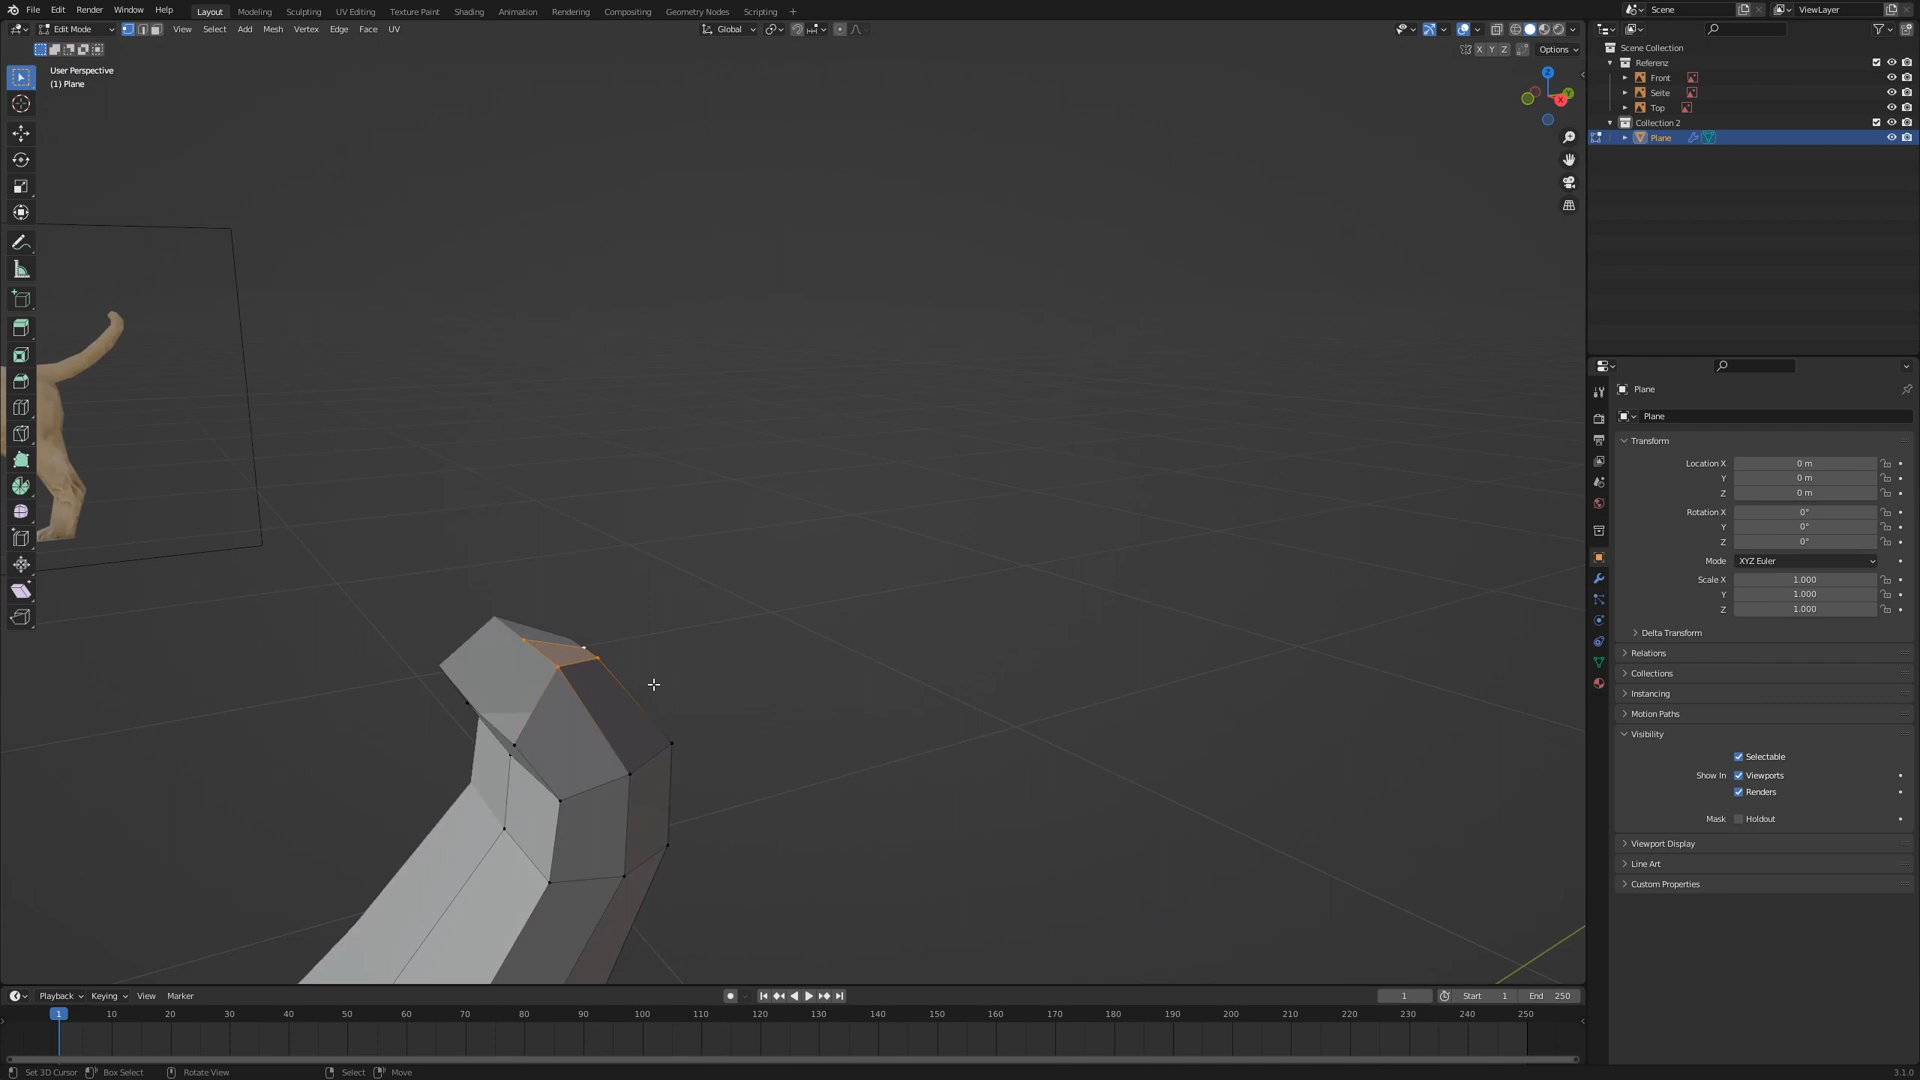 File Edit Render Window Help Layout Modeling Sculpting UV Editing Texture Paint Shading Animation Rendering Compositing Geometry Nodes Scripting + Scene ViewLayer
Edit Mode View Select Add Mesh Vertex Edge Face UV Global
X Y Z Options
User Perspective
(1) Plane
Z
Y
X
Scene Collection
Referenz
Front
Seite
Top
Collection 2
Plane
Plane
Plane
Transform
Location X 0 m
Y 0 m
Z 0 m
Rotation X 0°
Y 0°
Z 0°
Mode XYZ Euler
Scale X 1.000
Y 1.000
Z 1.000
Delta Transform
Relations
Collections
Instancing
Motion Paths
Visibility
Selectable
Show In Viewports
Renders
Mask Holdout
Viewport Display
Line Art
Custom Properties
Playback Keying View Marker 1 Start 1 End 250
1 10 20 30 40 50 60 70 80 90 100 110 120 130 140 150 160 170 180 190 200 210 220 230 240 250
Set 3D Cursor Box Select Rotate View Select Move 3.1.0